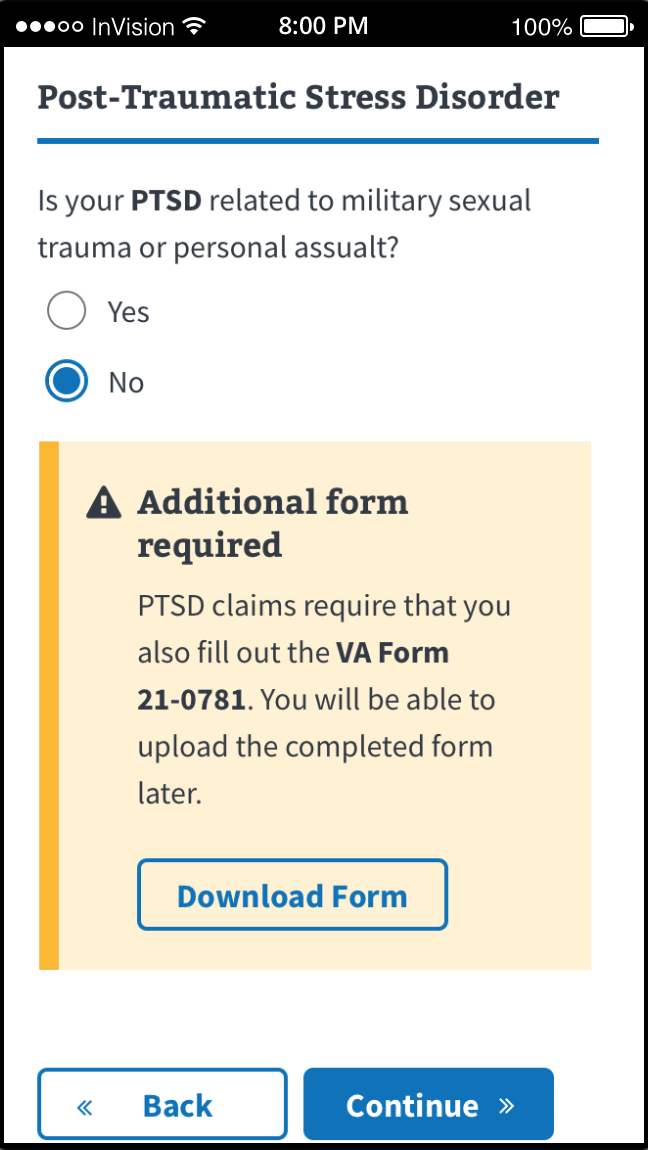 InVision 8:00 PM 100%
Post-Traumatic Stress Disorder
Is your PTSD related to military sexual
trauma or personal assualt?
Yes
No
Additional form
required
PTSD claims require that you
also fill out the VA Form
21-0781. You will be able to
upload the completed form
later.
Download Form
« Back
Continue »